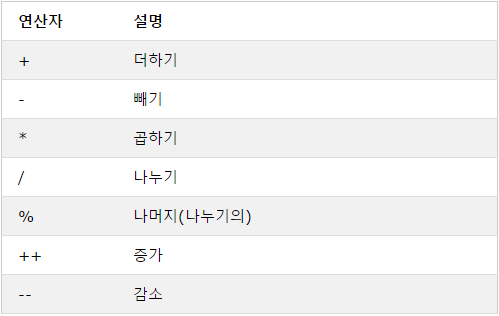 연산자 설명
+ 더하기
- 빼기
* 곱하기
/ 나누기
% 나머지(나누기의)
++ 증가
-- 감소